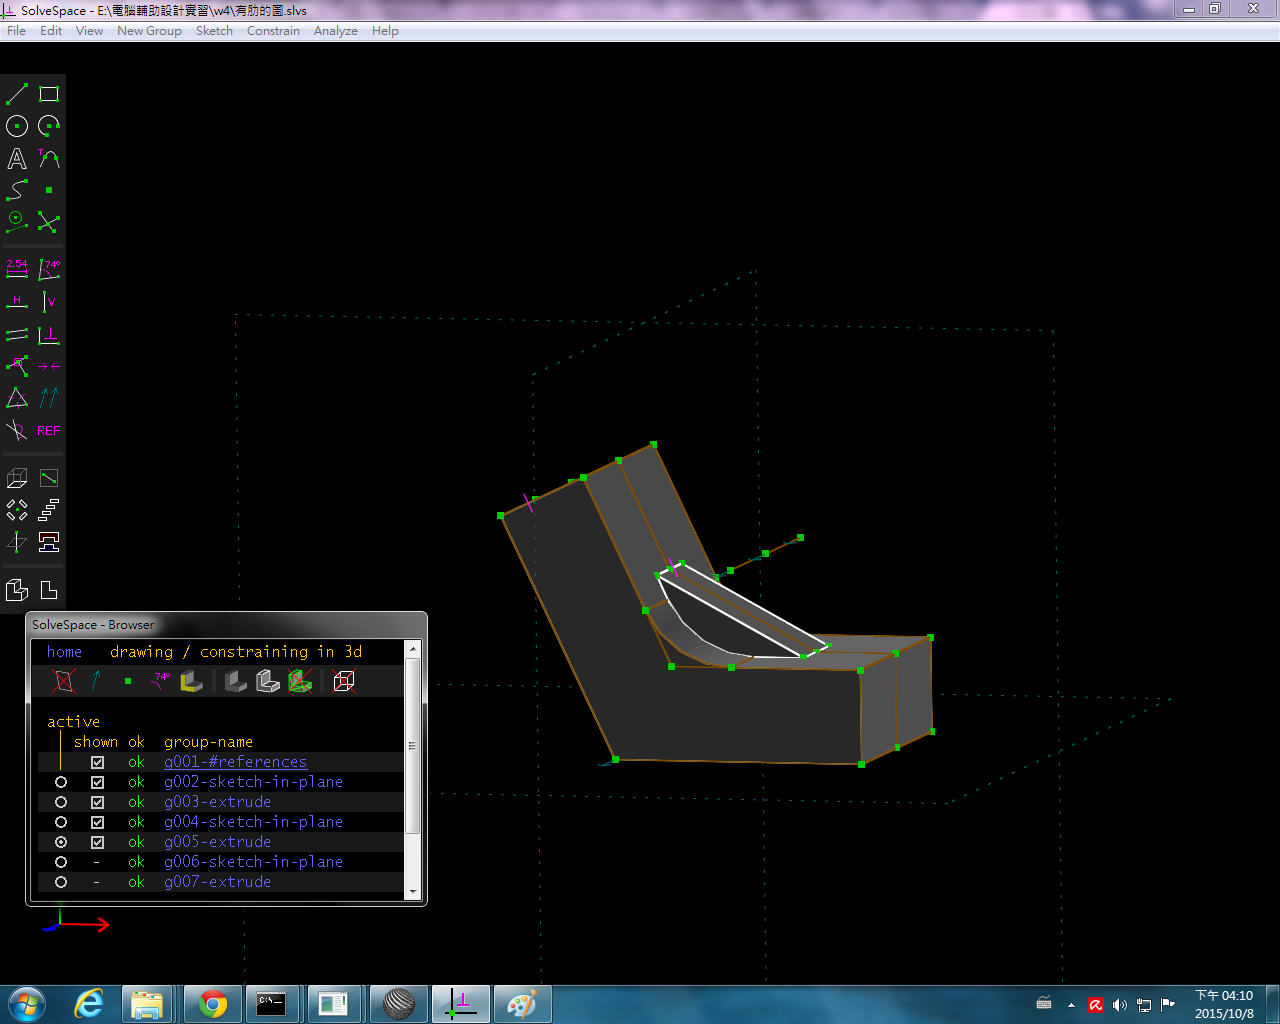 SolveSpace - E:\電腦輔助設計實習\w4\有肋的圖.slvs
File Edit View New Group Sketch Constrain Analyze Help
A T
2.54 74°
H V
REF
SolveSpace - Browser
home drawing / constraining in 3d
74°
active
shown ok group-name
ok g001-#references
ok g002-sketch-in-plane
ok g003-extrude
ok g004-sketch-in-plane
ok g005-extrude
- ok g006-sketch-in-plane
- ok g007-extrude
C:\
下午 04:10
2015/10/8